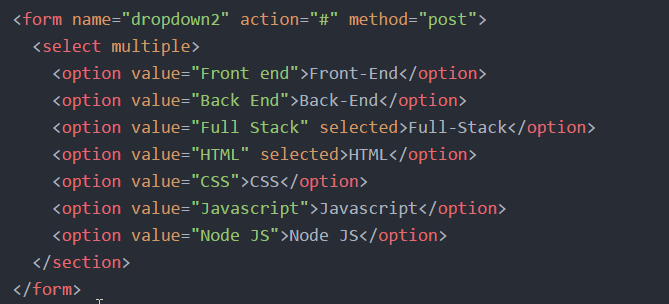 <form name="dropdown2" action="#" method="post">
<select multiple>
<option value="Front end">Front-End</option>
<option value="Back End">Back-End</option>
<option value="Full Stack" selected>Full-Stack</option>
<option value="HTML" selected>HTML</option>
<option value="CSS">CSS</option>
<option value="Javascript">Javascript</option>
<option value="Node JS">Node JS</option>
</section>
</form>